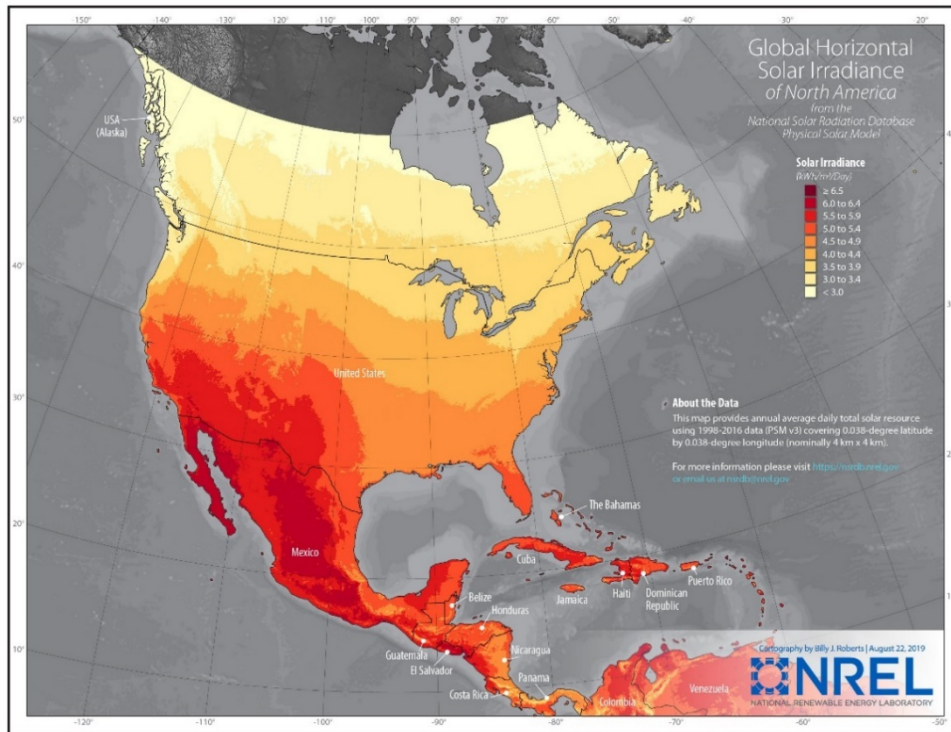 -150°
-140°
-130°
-120°
-110°
-100°
-90°
-80°
-70°
-60°
-50°
-40°
-30°
-20°
Global Horizontal
Solar Irradiance
of North America
from the
National Solar Radiation Database
Physical Solar Model
USA
(Alaska)
50°
40°
30°
20°
10°
Solar Irradiance
(kWh/m²/Day)
≥ 6.5
6.0 to 6.4
5.5 to 5.9
5.0 to 5.4
4.5 to 4.9
4.0 to 4.4
3.5 to 3.9
3.0 to 3.4
< 3.0
United States
About the Data
This map provides annual average daily total solar resource
using 1998-2016 data (PSM v3) covering 0.038-degree latitude
by 0.038-degree longitude (nominally 4 km x 4 km).
For more information please visit https://nsrdb.nrel.gov
or email us at nsrdb@nrel.gov
The Bahamas
Mexico
Cuba
Belize
Jamaica
Haiti
Dominican
Republic
Puerto Rico
Honduras
Guatemala
El Salvador
Nicaragua
Costa Rica
Panama
Colombia
Venezuela
Cartography by Billy J. Roberts | August 22, 2019
NREL
NATIONAL RENEWABLE ENERGY LABORATORY
-120°
-110°
-100°
-90°
-80°
-70°
-60°
-50°